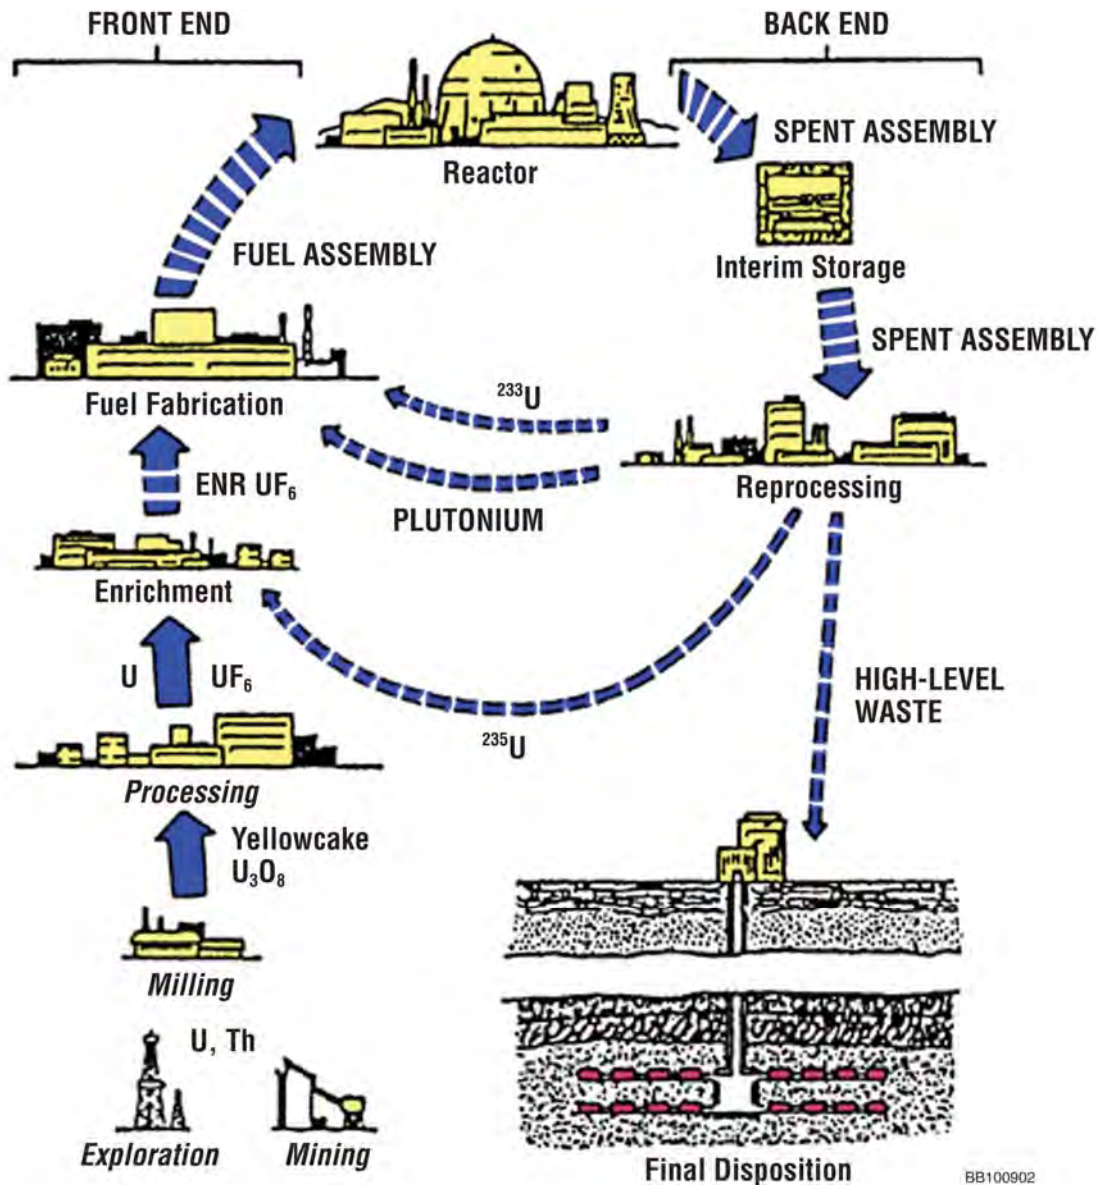 FRONT END
BACK END
Reactor
SPENT ASSEMBLY
Interim Storage
FUEL ASSEMBLY
SPENT ASSEMBLY
Fuel Fabrication
²³³U
PLUTONIUM
Reprocessing
ENR UF₆
Enrichment
U UF₆
²³⁵U
HIGH-LEVEL
WASTE
Processing
Yellowcake
U₃O₈
Milling
U, Th
Exploration
Mining
Final Disposition
BB100902